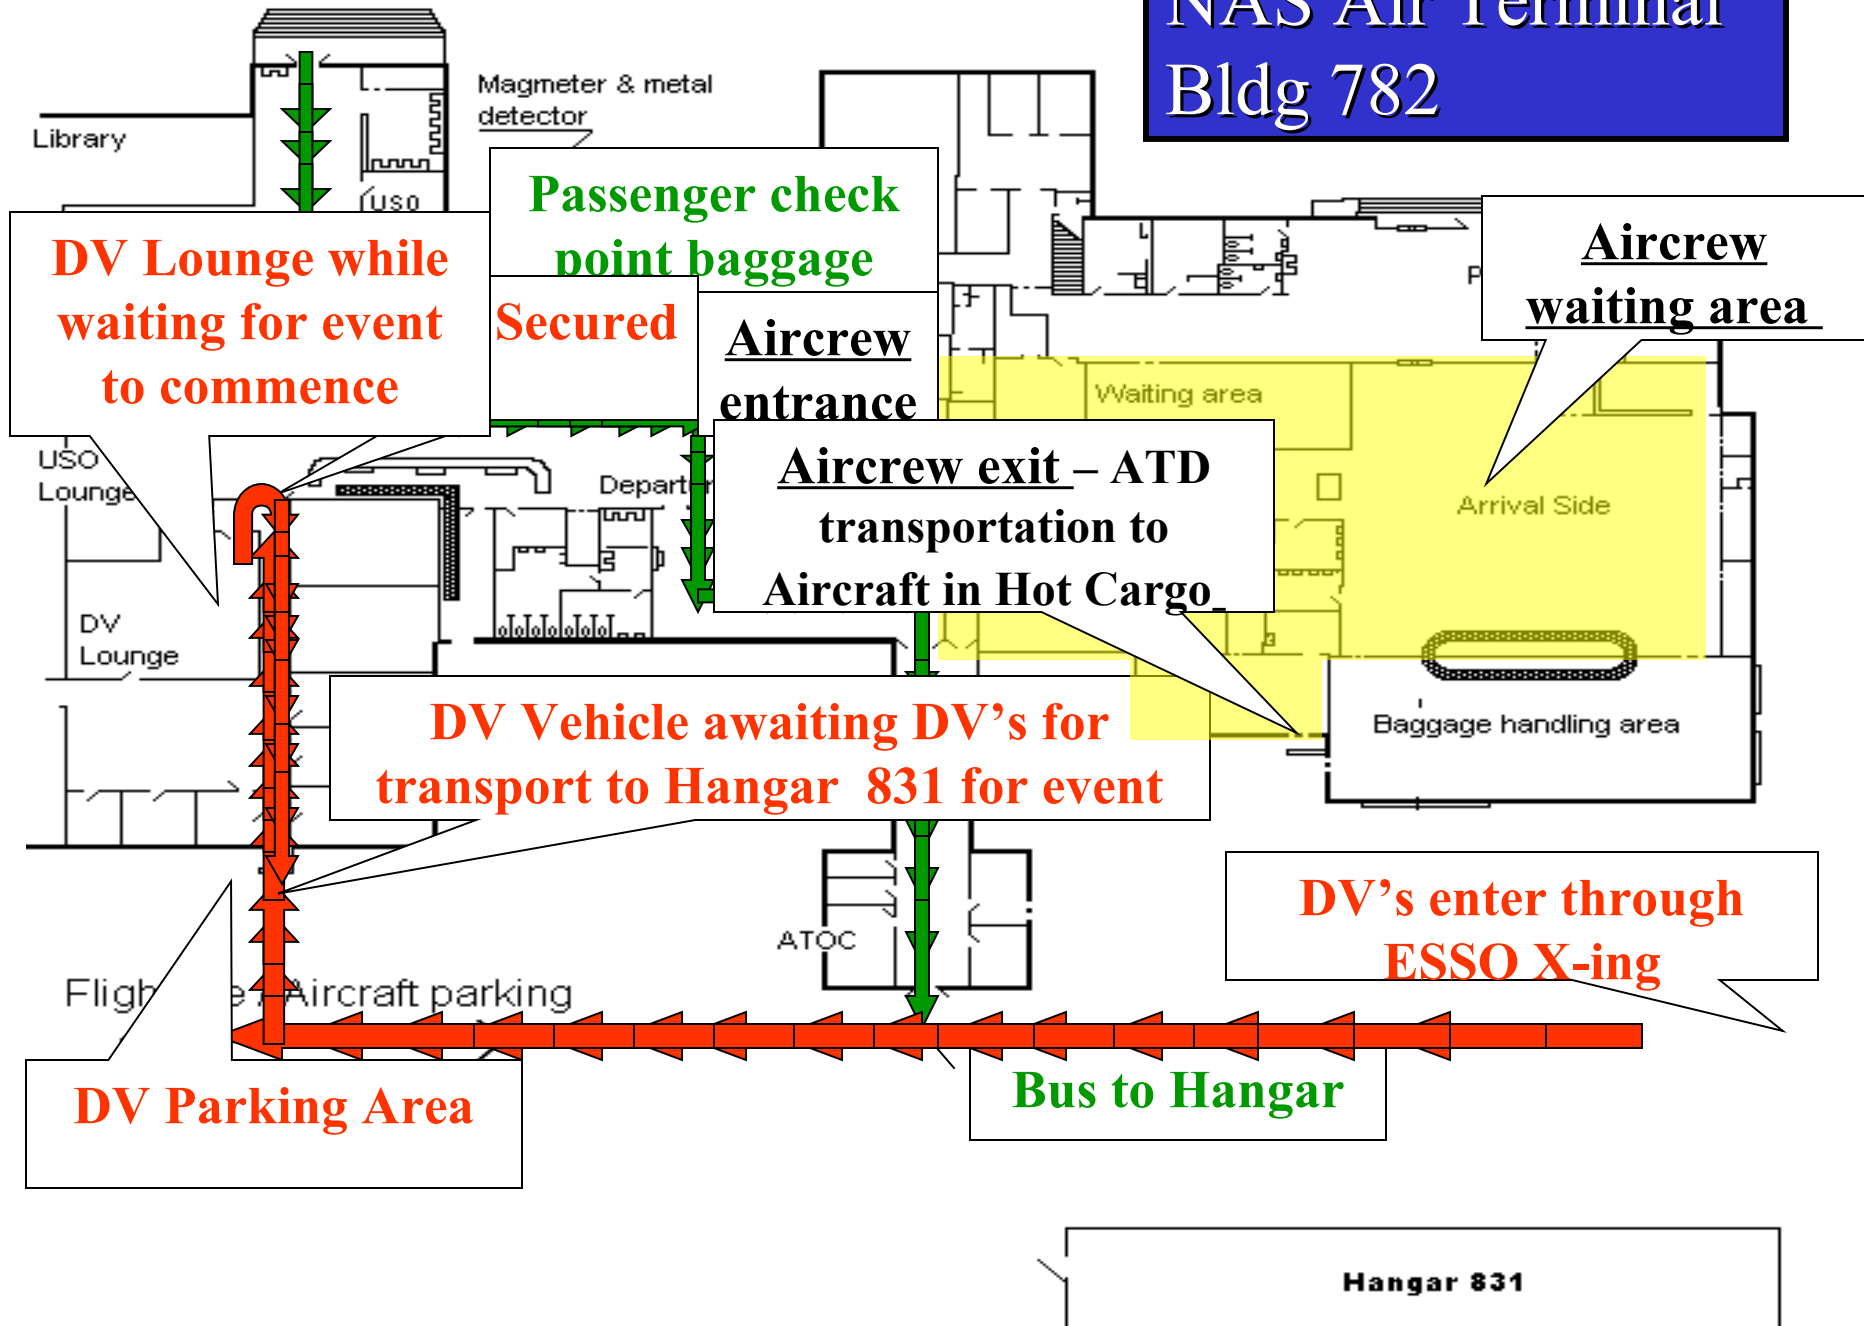 NAS Air Terminal
Bldg 782
Magmeter & metal
detector
Library
USO
Passenger check
point baggage
DV Lounge while
waiting for event
to commence
Secured
Aircrew
entrance
Aircrew
waiting area
Waiting area
USO
Lounge
Aircrew exit – ATD
transportation to
Aircraft in Hot Cargo
Arrival Side
DV
Lounge
DV Vehicle awaiting DV’s for
transport to Hangar 831 for event
Baggage handling area
ATOC
DV’s enter through
ESSO X-ing
Aircraft parking
DV Parking Area
Bus to Hangar
Hangar 831